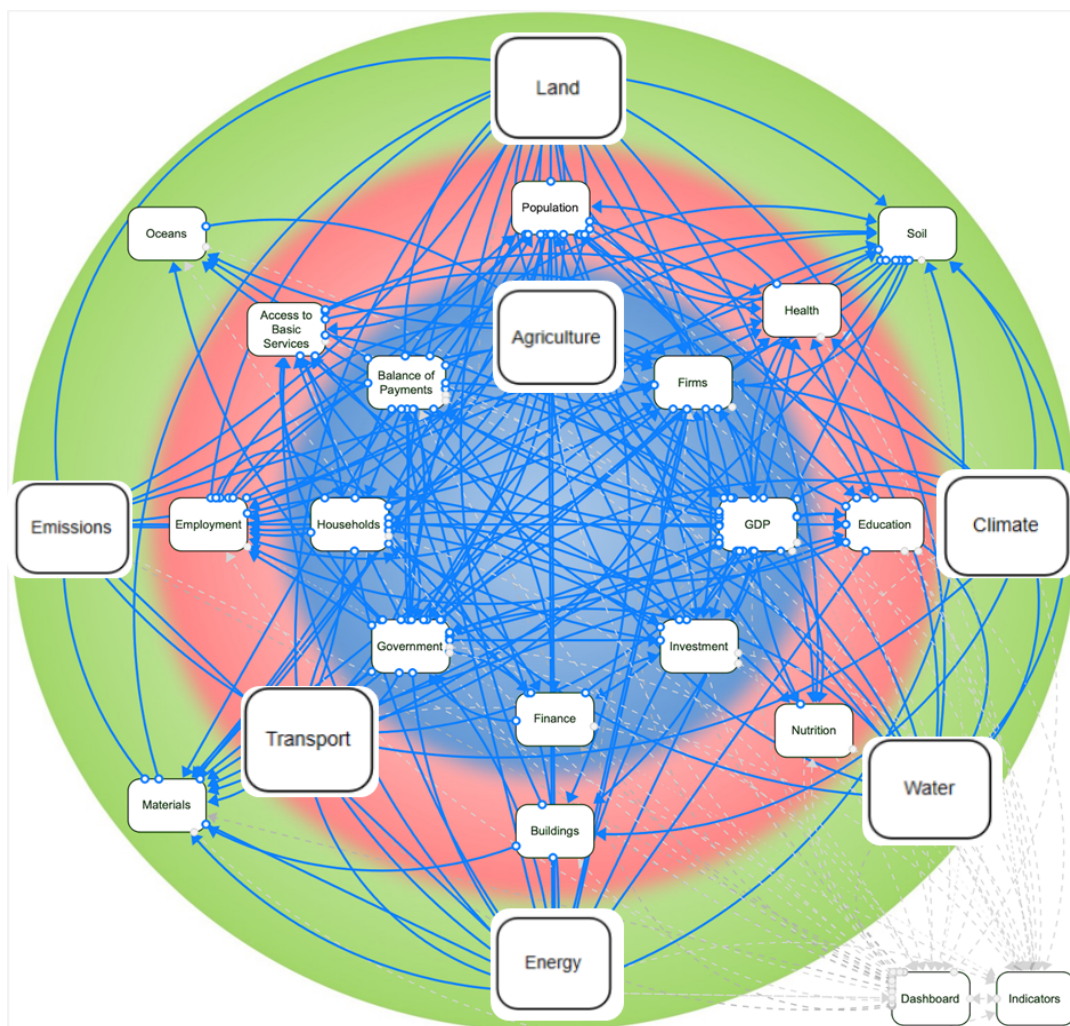 Land
Population
Oceans
Soil
Access to
Basic
Services
Health
Agriculture
Balance of
Payments
Firms
Emissions
Employment
Households
GDP
Education
Climate
Government
Investment
Transport
Finance
Nutrition
Materials
Water
Buildings
Energy
Dashboard
Indicators